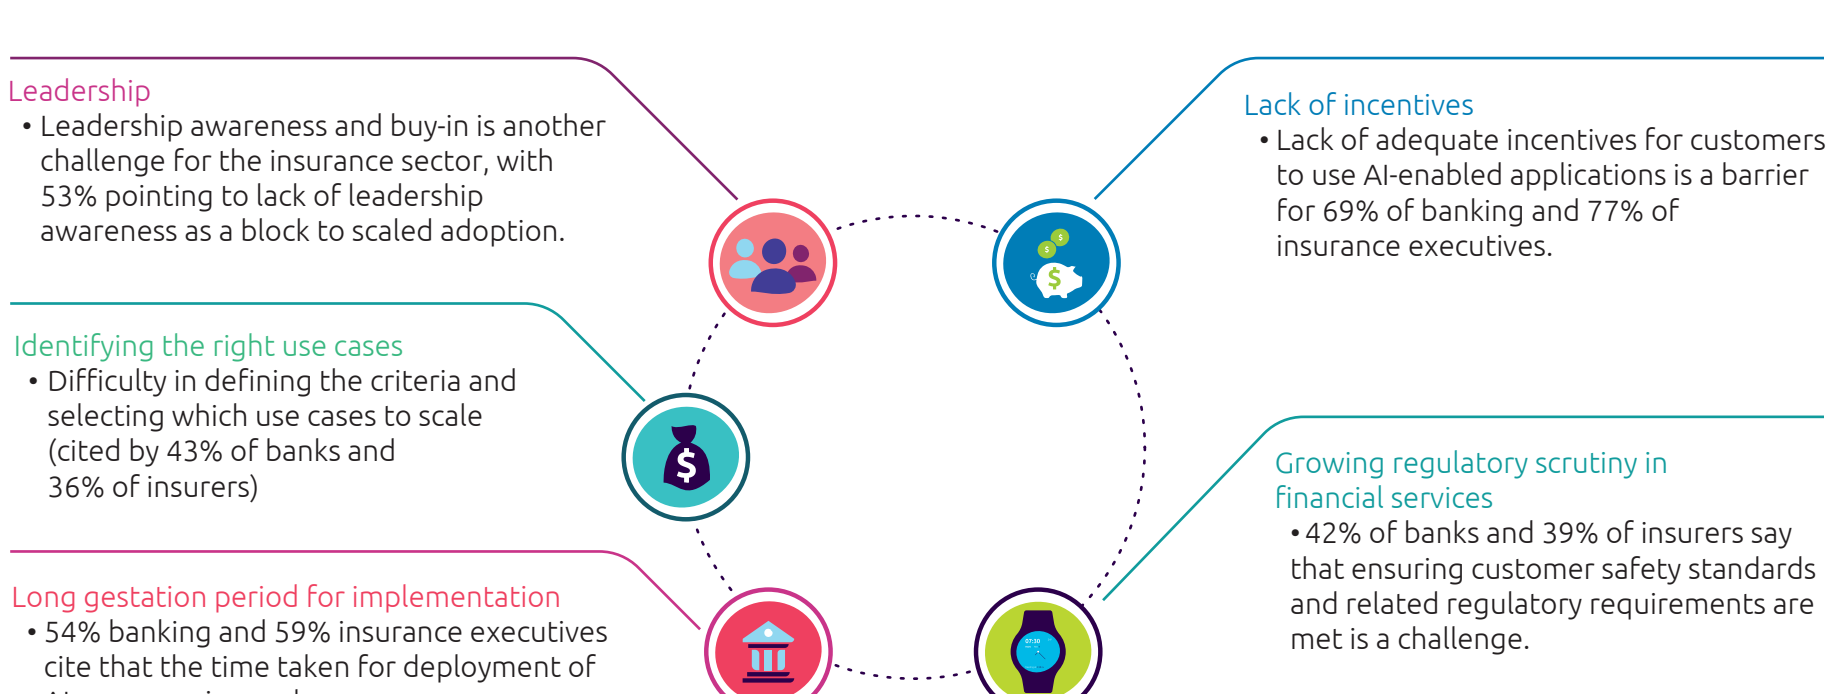 Leadership
• Leadership awareness and buy-in is another
challenge for the insurance sector, with
53% pointing to lack of leadership
awareness as a block to scaled adoption.
Identifying the right use cases
• Difficulty in defining the criteria and
selecting which use cases to scale
(cited by 43% of banks and
36% of insurers)
Long gestation period for implementation
• 54% banking and 59% insurance executives
cite that the time taken for deployment of
Lack of incentives
• Lack of adequate incentives for customers
to use AI-enabled applications is a barrier
for 69% of banking and 77% of
insurance executives.
Growing regulatory scrutiny in
financial services
• 42% of banks and 39% of insurers say
that ensuring customer safety standards
and related regulatory requirements are
met is a challenge.
$
$
$
$
07:30